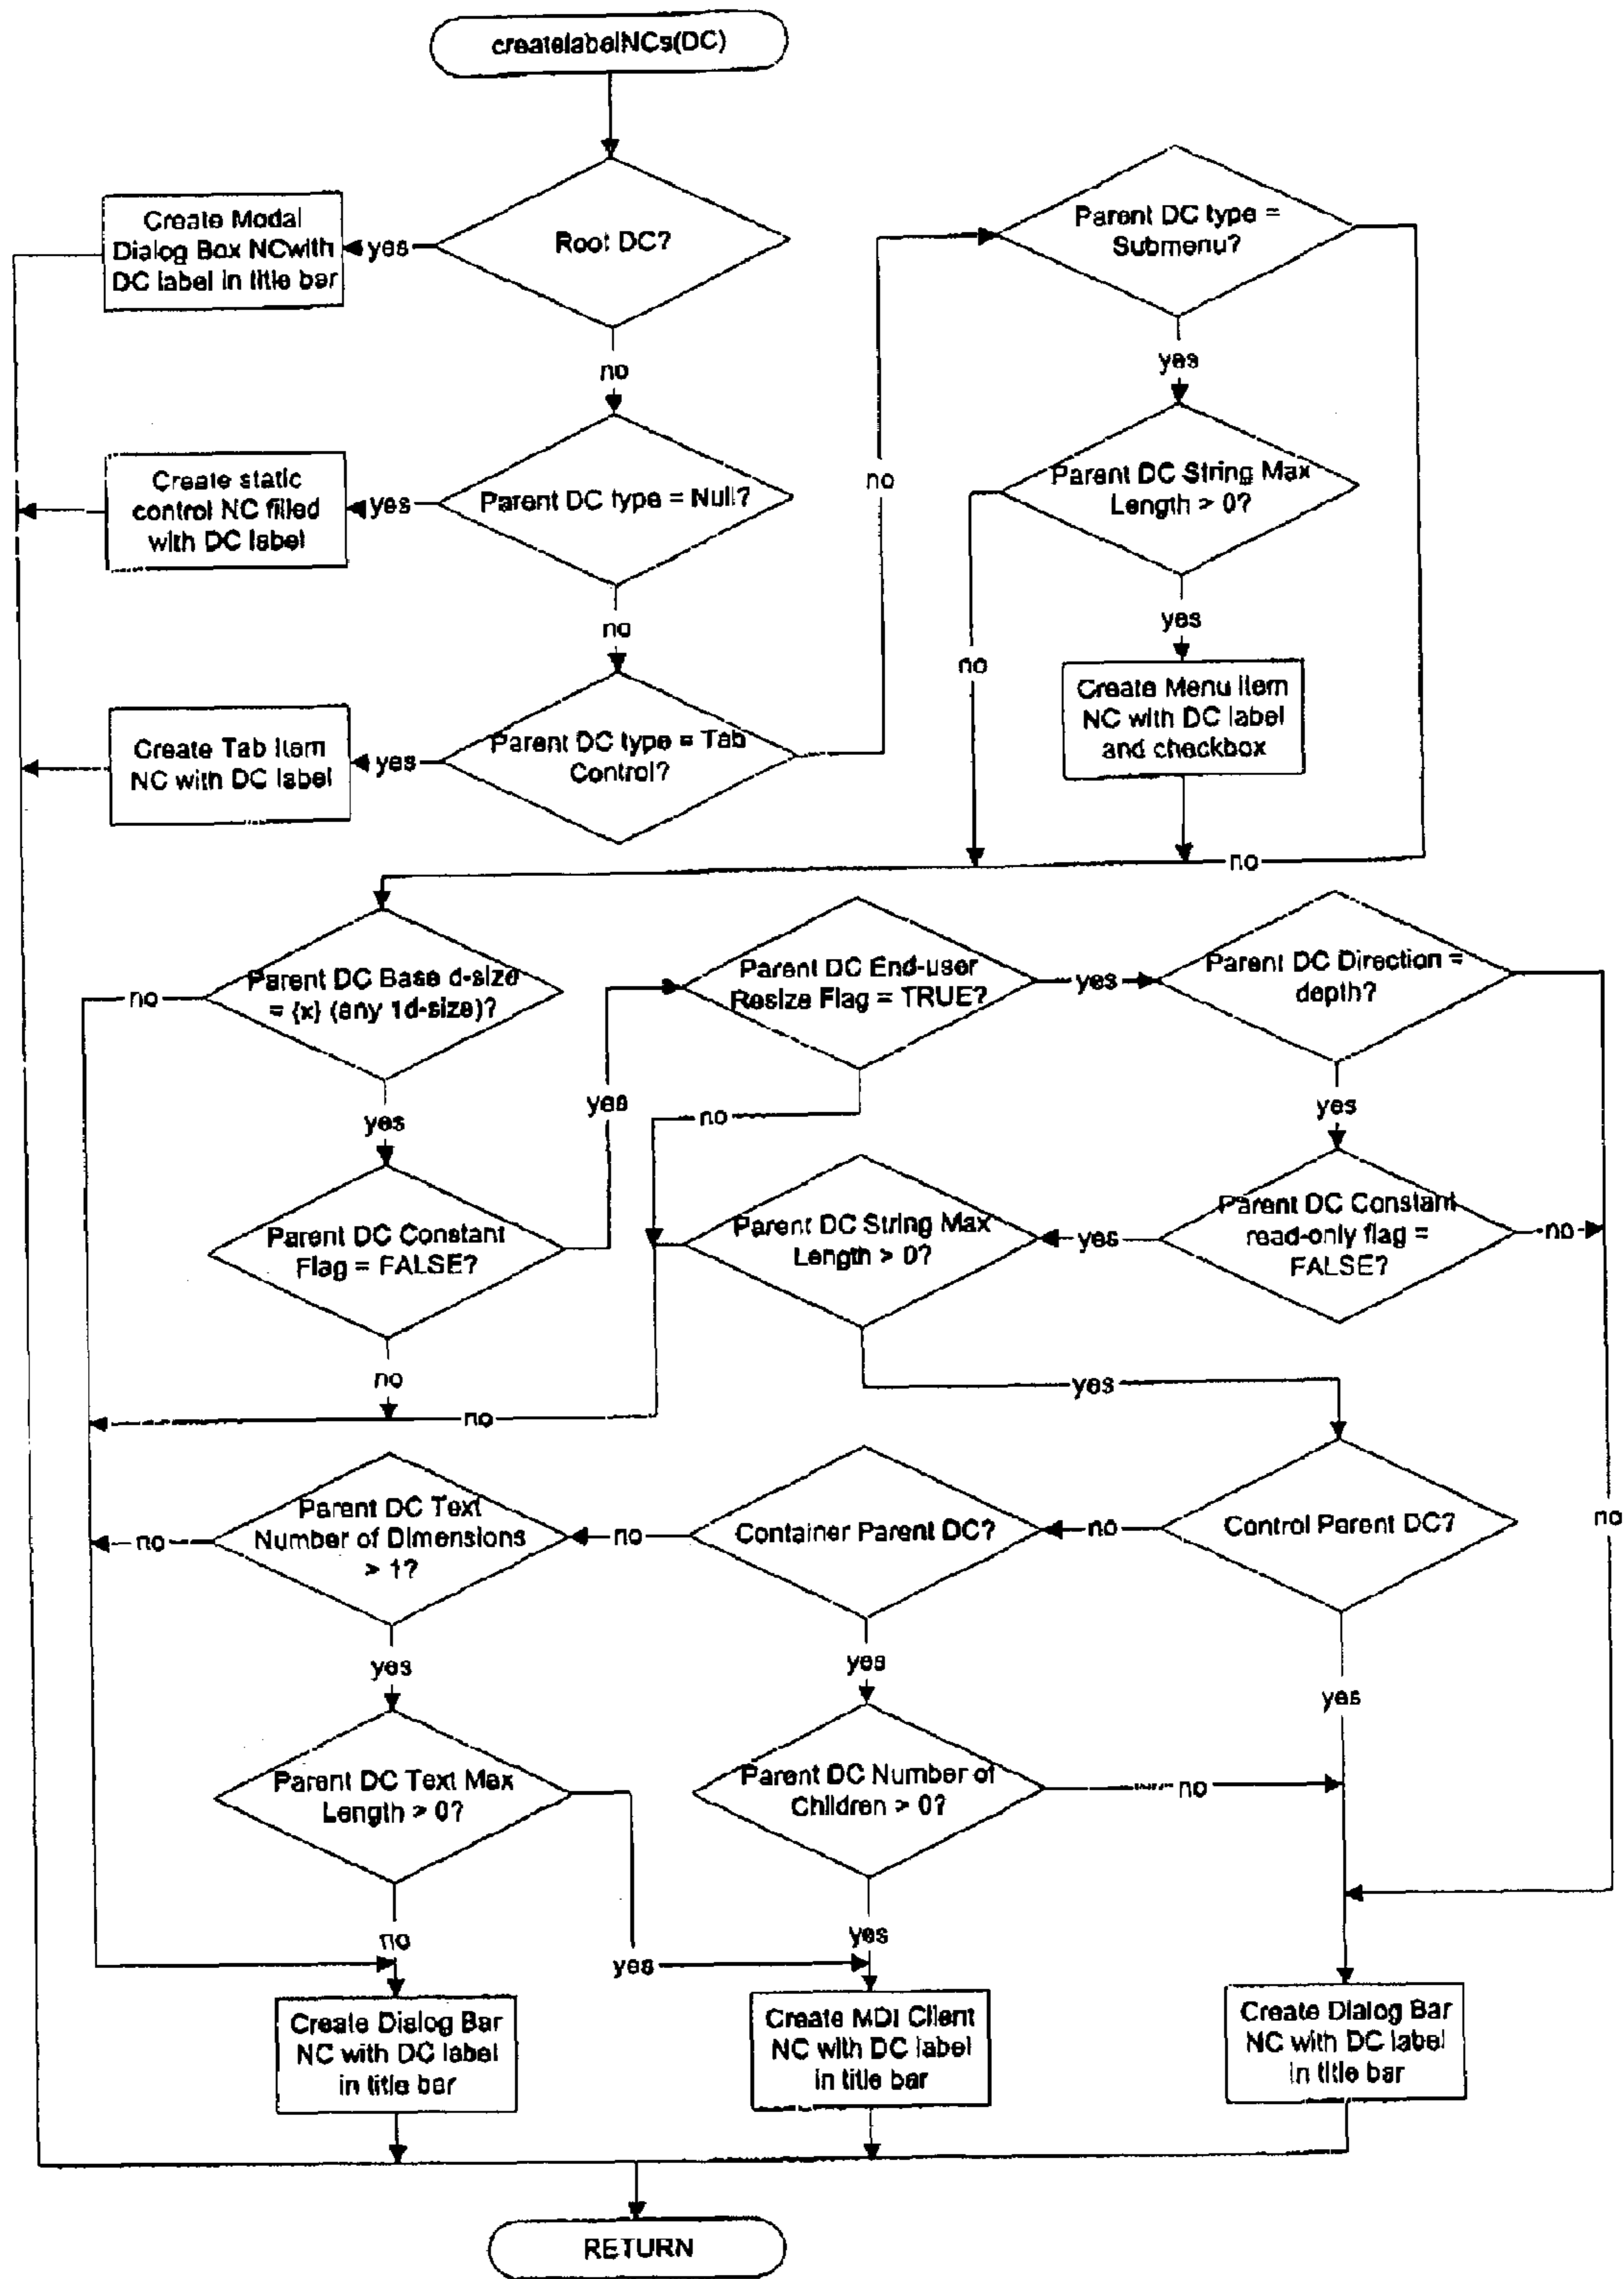 createlabelNCs(DC)
Root DC?
yes
Create Modal
Dialog Box NCwith
DC label in title bar
no
Parent DC type = Null?
yes
Create static
control NC filled
with DC label
no
Parent DC type = Tab
Control?
yes
Create Tab Item
NC with DC label
no
Parent DC type =
Submenu?
yes
Parent DC String Max
Length > 0?
no
yes
Create Menu Item
NC with DC label
and checkbox
no
Parent DC Base d-size
= {x} (any 1d-size)?
no
yes
Parent DC Constant
Flag = FALSE?
yes
no
Parent DC End-user
Resize Flag = TRUE?
yes
no
Parent DC Direction =
depth?
yes
no
Parent DC Constant
read-only flag =
FALSE?
no
yes
Parent DC String Max
Length > 0?
no
yes
Control Parent DC?
no
yes
Container Parent DC?
no
yes
Parent DC Text
Number of Dimensions
> 1?
no
yes
Parent DC Text Max
Length > 0?
no
yes
Parent DC Number of
Children > 0?
no
yes
Create Dialog Bar
NC with DC label
in title bar
Create MDI Client
NC with DC label
in title bar
Create Dialog Bar
NC with DC label
in title bar
RETURN